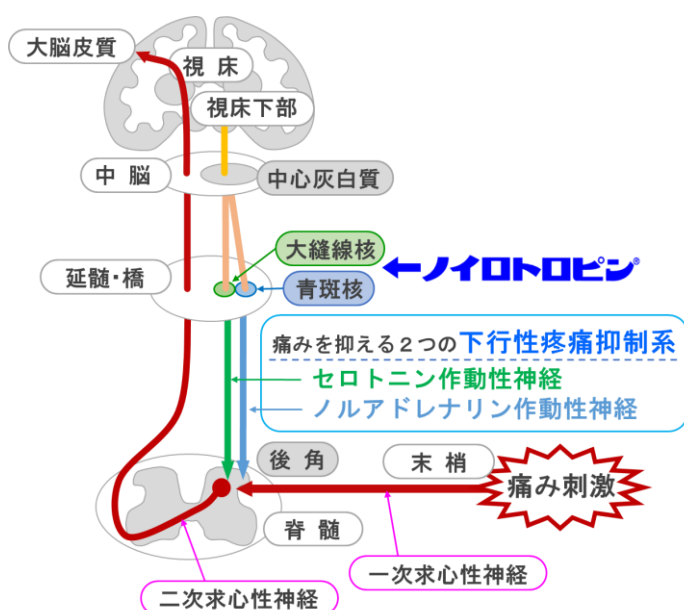 大脳皮質
視床
視床下部
中脳
中心灰白質
大縫線核
延髄・橋
青斑核
←ノイロトロピン®
痛みを抑える2つの下行性疼痛抑制系
セロトニン作動性神経
ノルアドレナリン作動性神経
後角
末梢
痛み刺激
脊髄
一次求心性神経
二次求心性神経